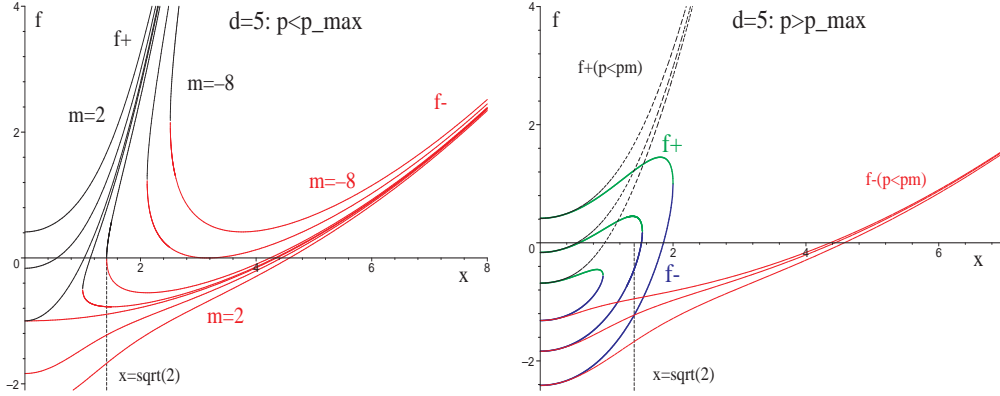 4
f
d=5: p<p_max
f+
m=–8
m=2
2
f-
m=–8
0
2
4
6
8
x
m=2
x=sqrt(2)
–2
4
f
d=5: p>p_max
f+(p<pm)
2
f+
f-(p<pm)
0
2
4
6
x
f-
–2
x=sqrt(2)